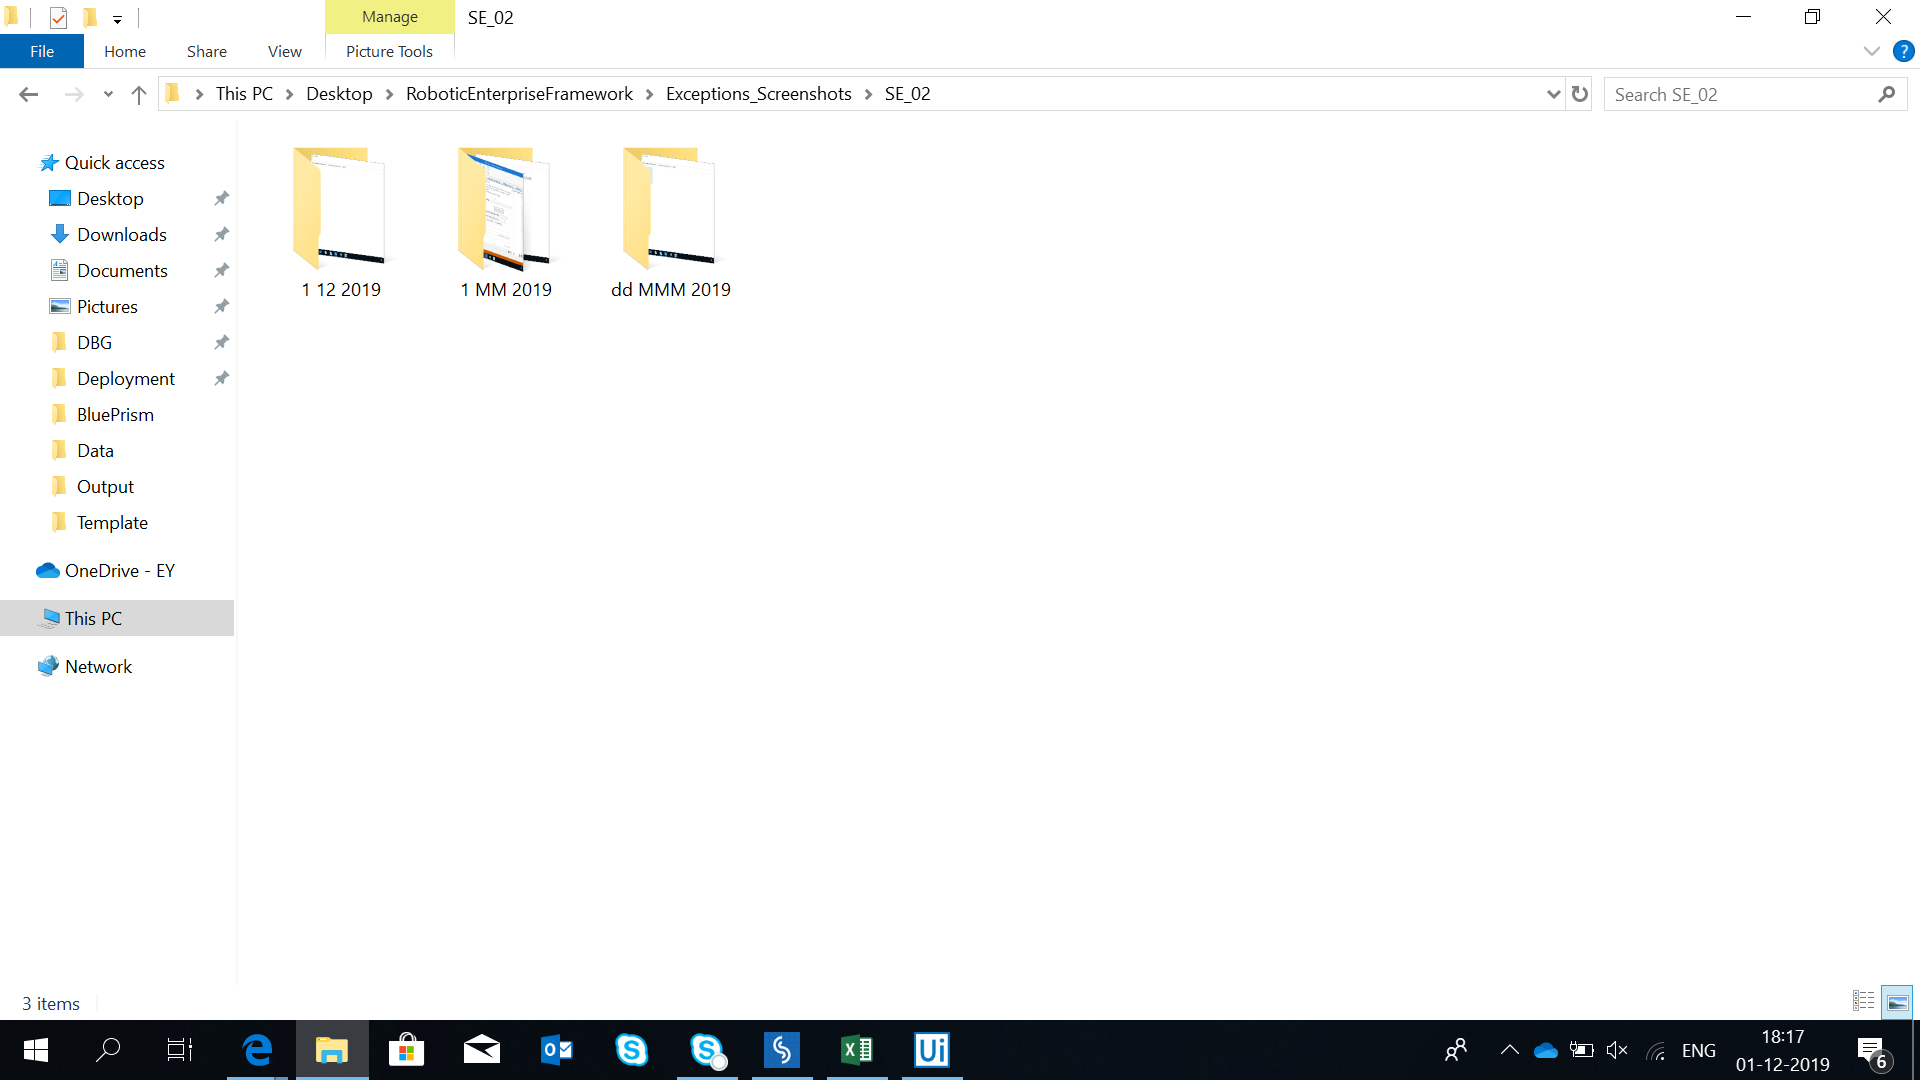 Manage
SE_02
File
Home
Share
View
Picture Tools
This PC
Desktop
RoboticEnterpriseFramework
Exceptions_Screenshots
SE_02
Search SE_02
?
Quick access
Desktop
Downloads
Documents
Pictures
DBG
Deployment
BluePrism
Data
Output
Template
OneDrive - EY
This PC
Network
1 12 2019
1 MM 2019
dd MMM 2019
3 items
Ui
ENG
18:17
01-12-2019
6